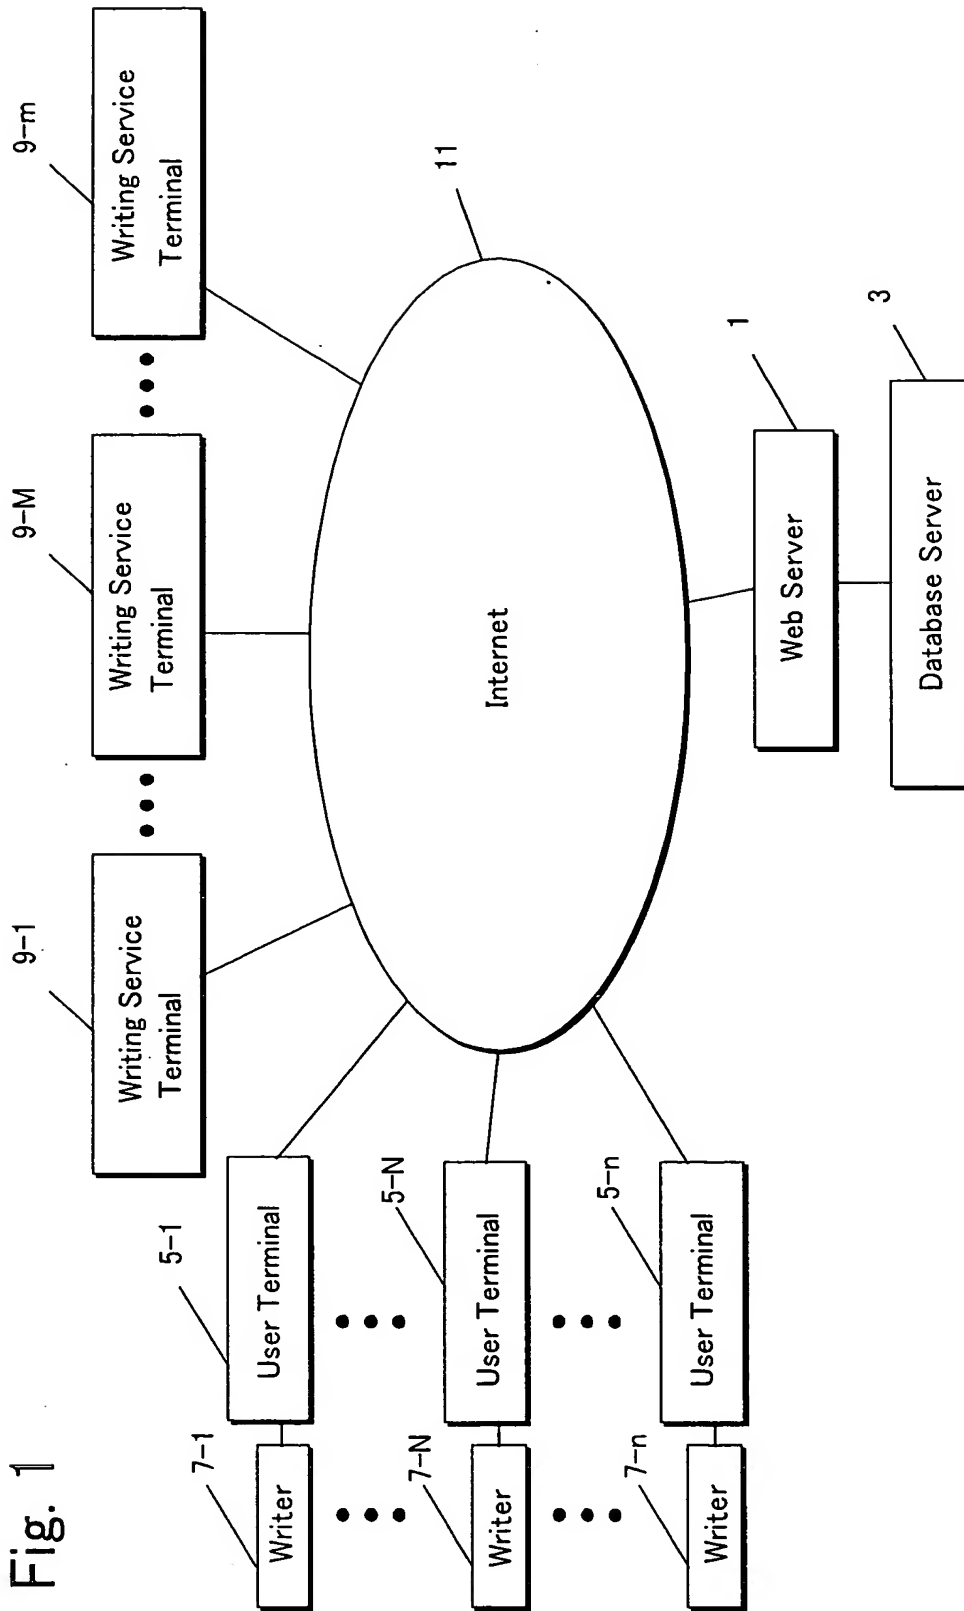 Fig. 1
9-1
9-M
9-m
Writing Service
Terminal
Writing Service
Terminal
Writing Service
Terminal
5-1
User Terminal
7-1
Writer
11
Internet
5-N
User Terminal
7-N
Writer
5-n
User Terminal
7-n
Writer
1
Web Server
3
Database Server